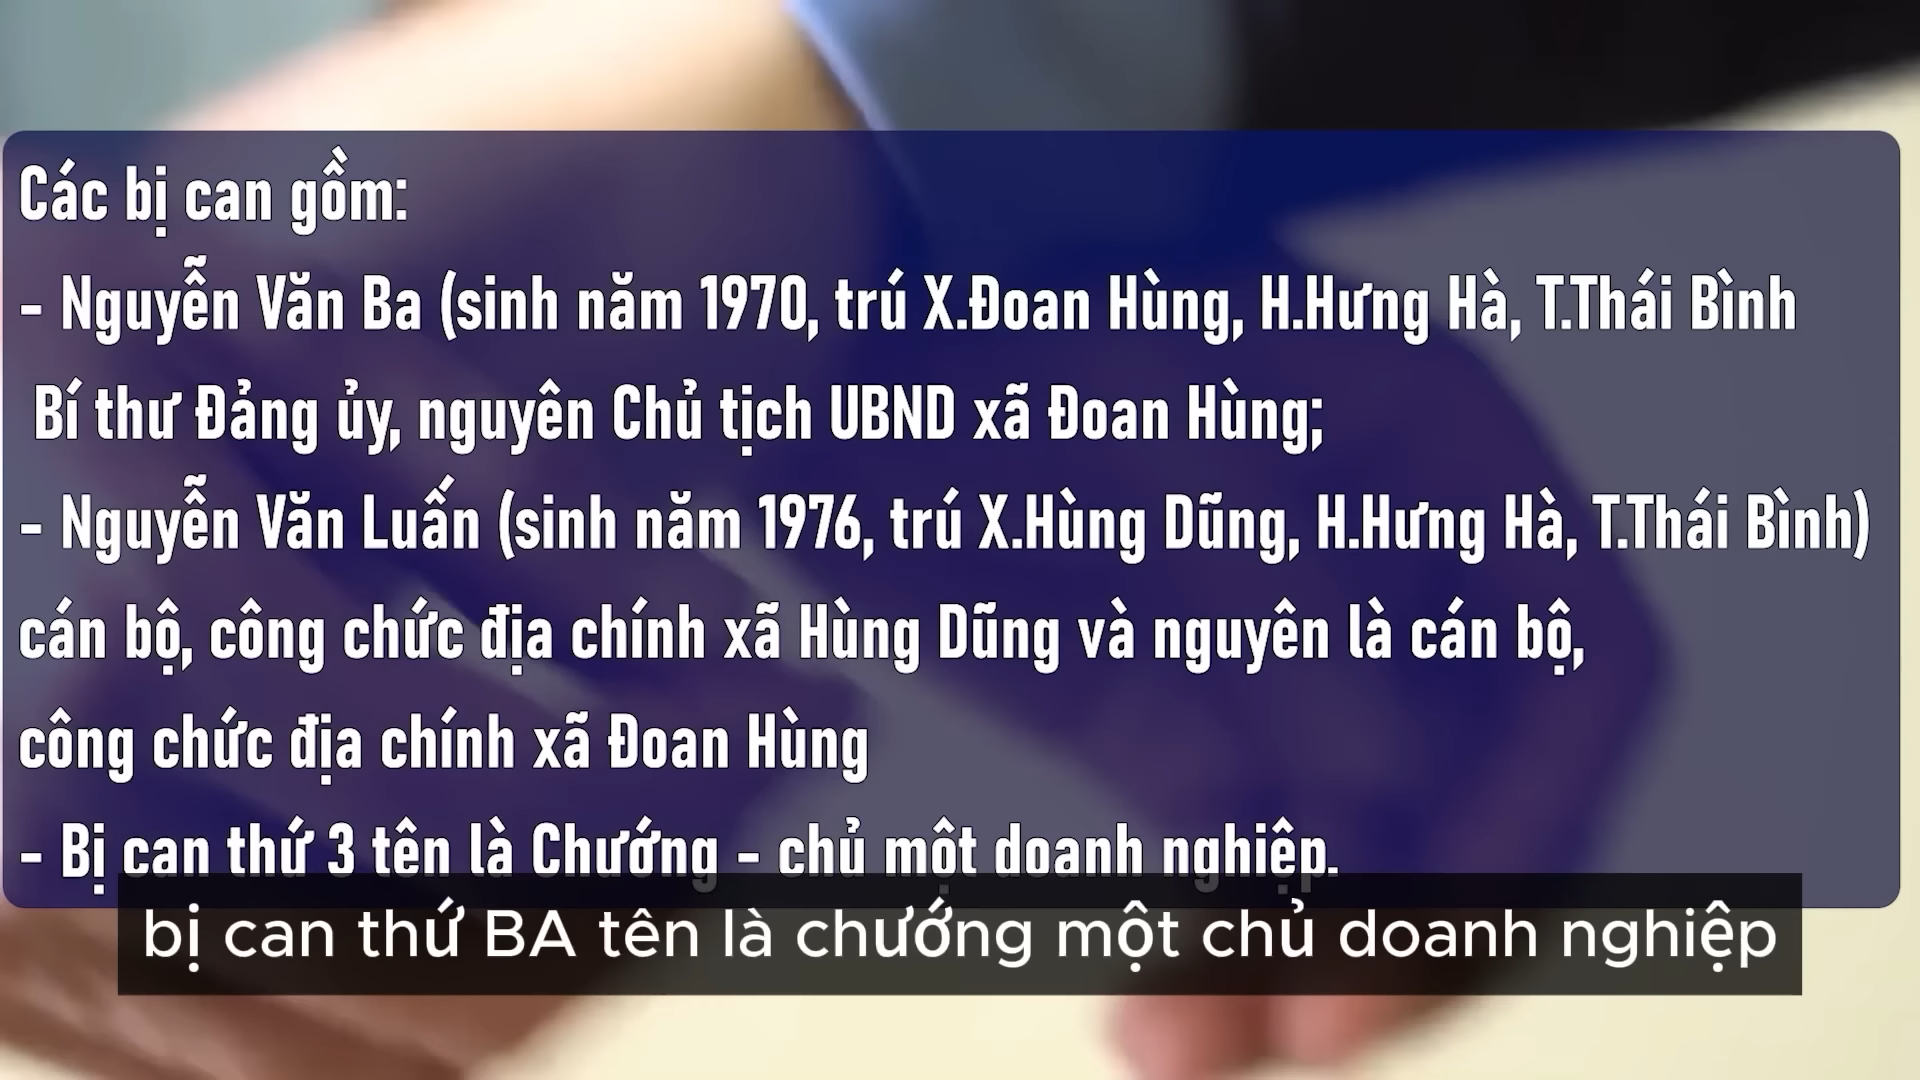 Các bị can gồm:
- Nguyễn Văn Ba (sinh năm 1970, trú X.Đoan Hùng, H.Hưng Hà, T.Thái Bình
Bí thư Đảng ủy, nguyên Chủ tịch UBND xã Đoan Hùng;
- Nguyễn Văn Luấn (sinh năm 1976, trú X.Hùng Dũng, H.Hưng Hà, T.Thái Bình)
cán bộ, công chức địa chính xã Hùng Dũng và nguyên là cán bộ,
công chức địa chính xã Đoan Hùng
- Bị can thứ 3 tên là Chướng - chủ một doanh nghiệp.
bị can thứ BA tên là chướng một chủ doanh nghiệp